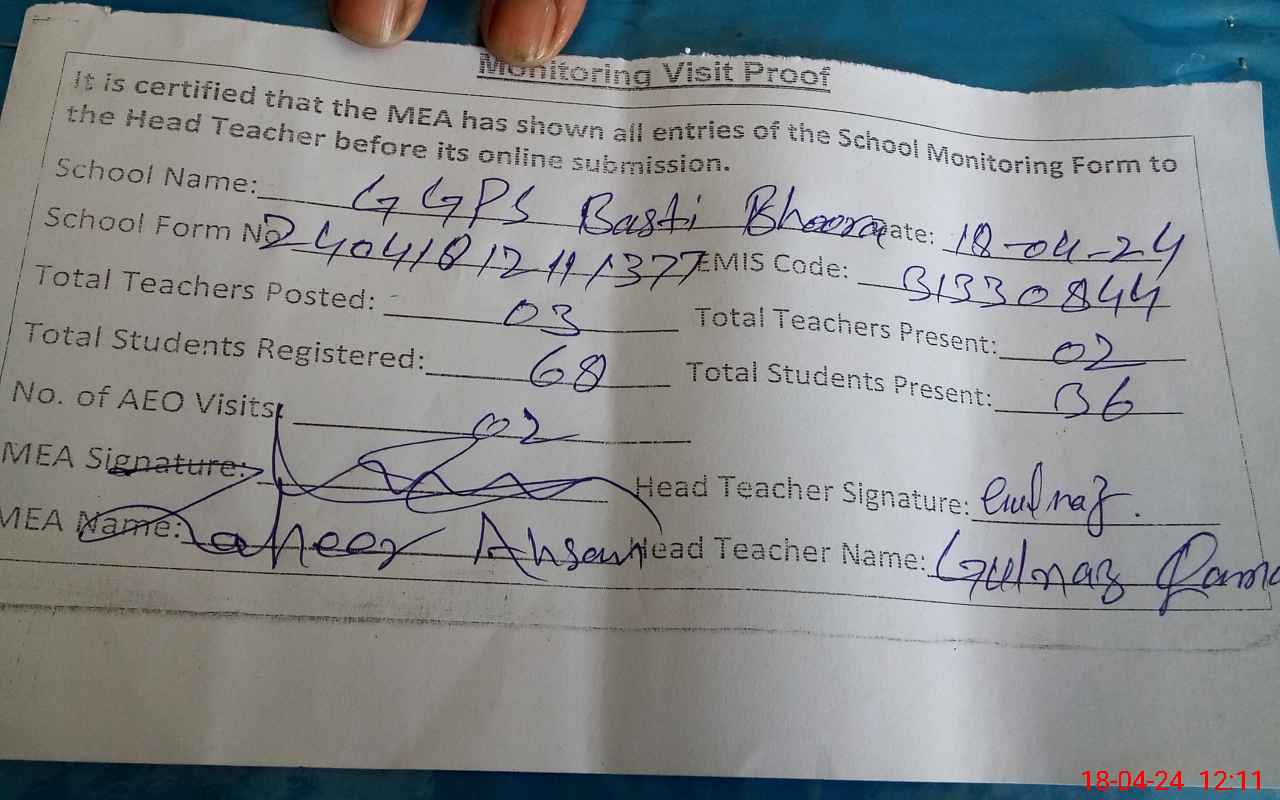 Monitoring Visit Proof
It is certified that the MEA has shown all entries of the School Monitoring Form to
the Head Teacher before its online submission.
School Name: GGPS Basti Bhoora Date: 18-04-24
School Form No 24041812111377 EMIS Code: 31330844
Total Teachers Posted: 03 Total Teachers Present: 02
Total Students Registered: 68 Total Students Present: 36
No. of AEO Visits: 02
MEA Signature: Head Teacher Signature: Gulnaz.
MEA Name: Ahsan Head Teacher Name: Gulnaz
18-04-24 12:11